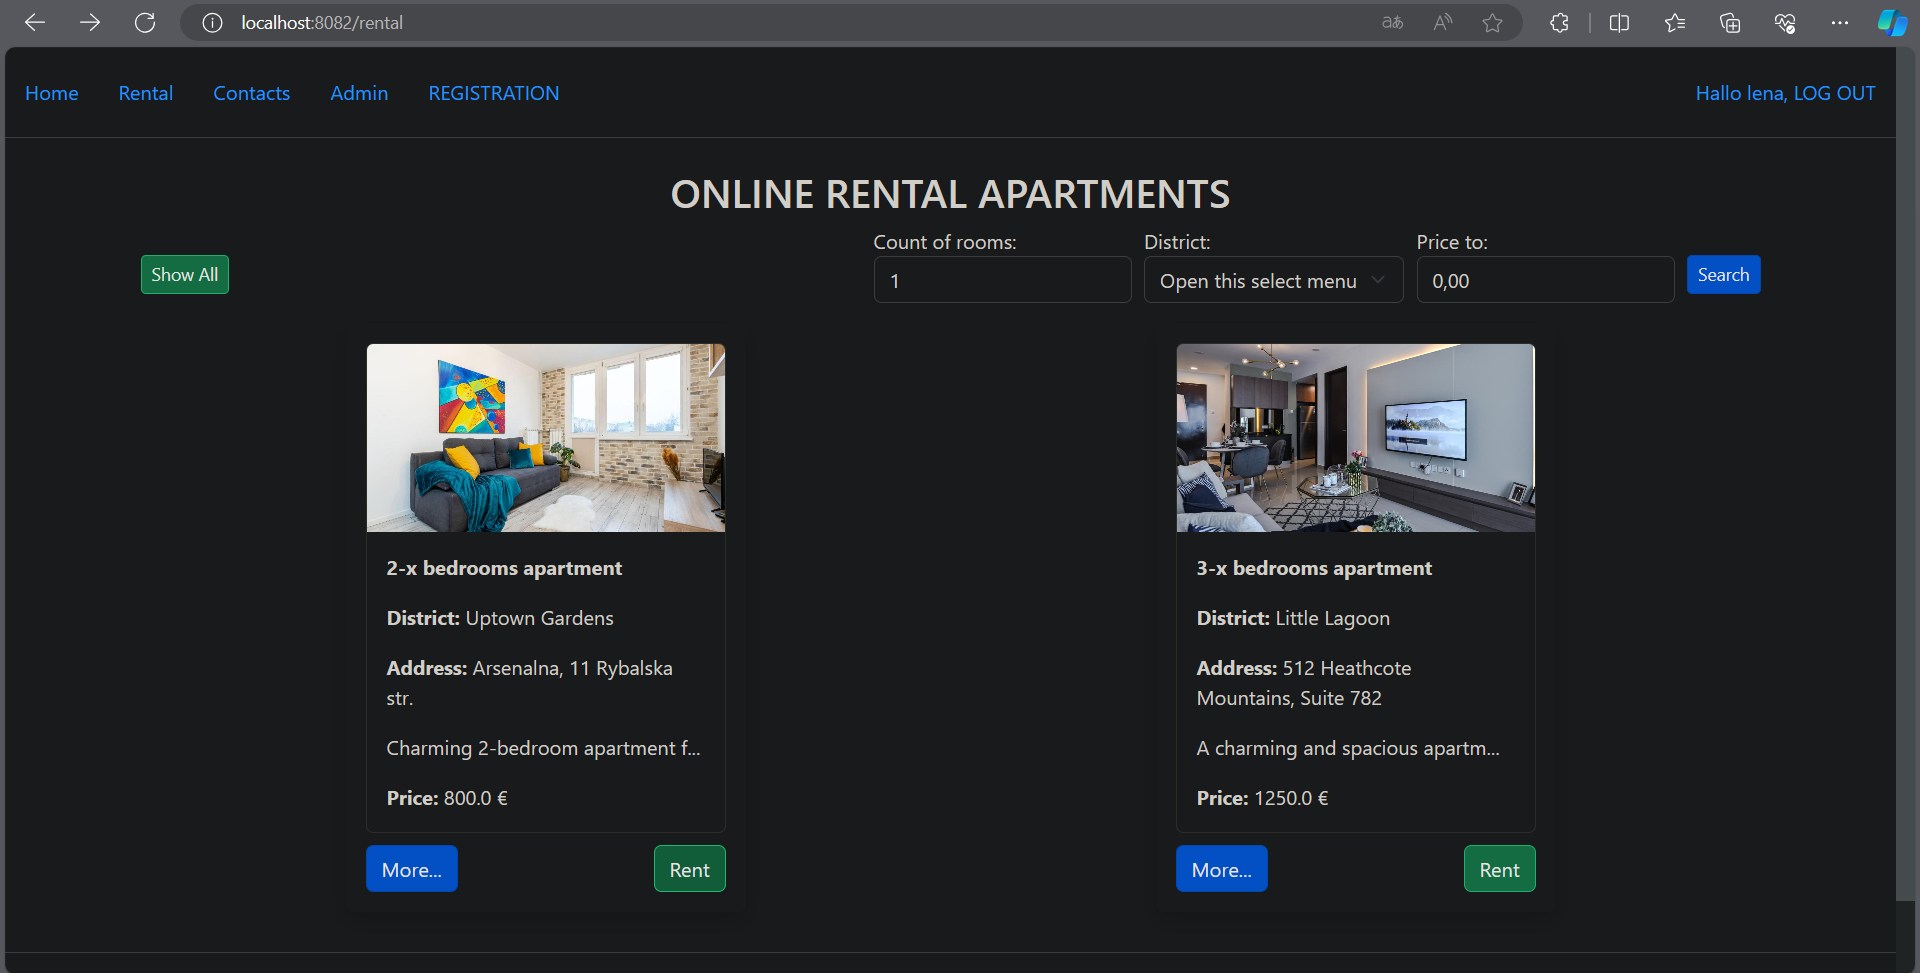 localhost:8082/rental
Home Rental Contacts Admin REGISTRATION Hallo lena, LOG OUT
ONLINE RENTAL APARTMENTS
Count of rooms: District: Price to:
Show All 1 Open this select menu 0,00 Search
2-x bedrooms apartment
District: Uptown Gardens
Address: Arsenalna, 11 Rybalska
str.
Charming 2-bedroom apartment f...
Price: 800.0 €
More... Rent
3-x bedrooms apartment
District: Little Lagoon
Address: 512 Heathcote
Mountains, Suite 782
A charming and spacious apartm...
Price: 1250.0 €
More... Rent